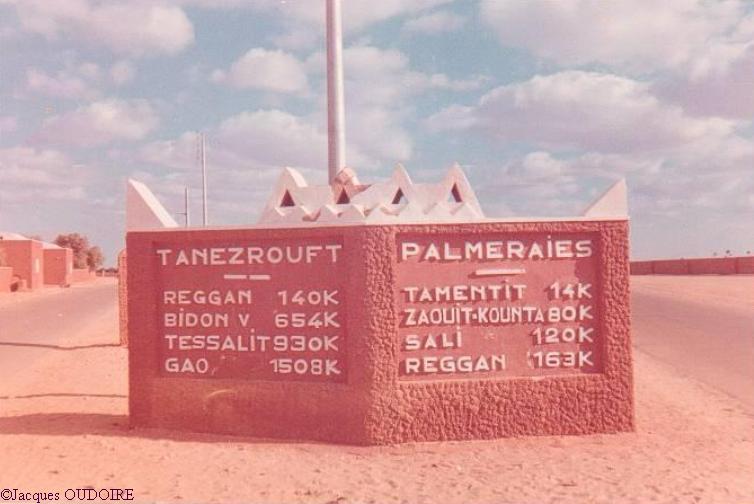 TANEZROUFT
REGGAN 140K
BIDON V 654K
TESSALIT 930K
GAO 1508K
PALMERAIES
TAMENTIT 14K
ZAOUIT-KOUNTA 80K
SALI 120K
REGGAN 163K
©Jacques OUDOIRE